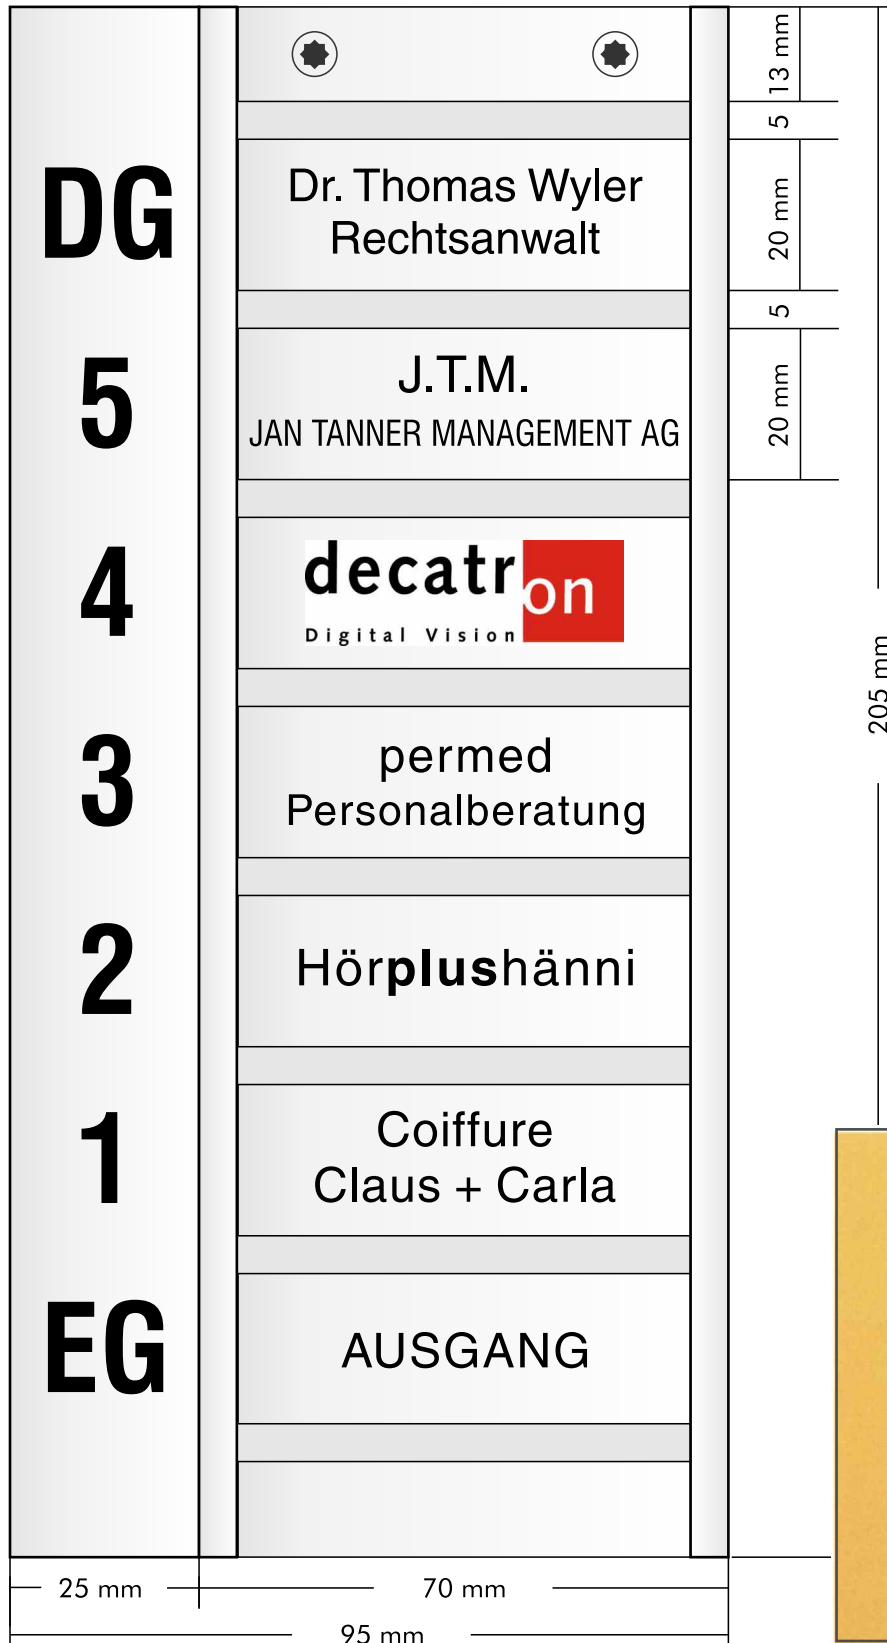 13 mm
5
DG
Dr. Thomas Wyler
Rechtsanwalt
20 mm
5
5
J.T.M.
JAN TANNER MANAGEMENT AG
20 mm
4
decatron
Digital Vision
205 mm
3
permed
Personalberatung
2
Hörplushänni
1
Coiffure
Claus + Carla
EG
AUSGANG
25 mm
70 mm
95 mm